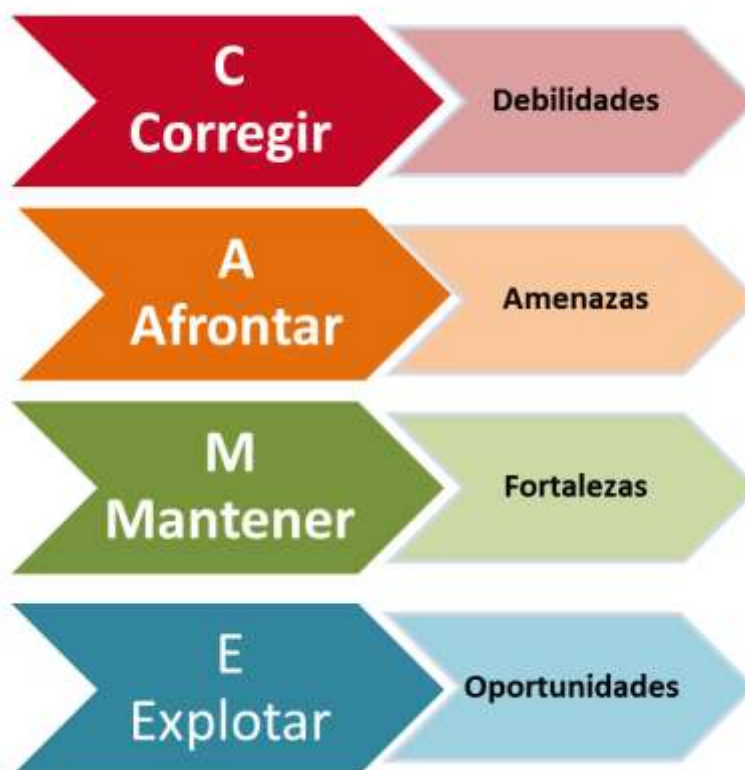 C
Corregir
Debilidades
A
Afrontar
Amenazas
M
Mantener
Fortalezas
E
Explotar
Oportunidades